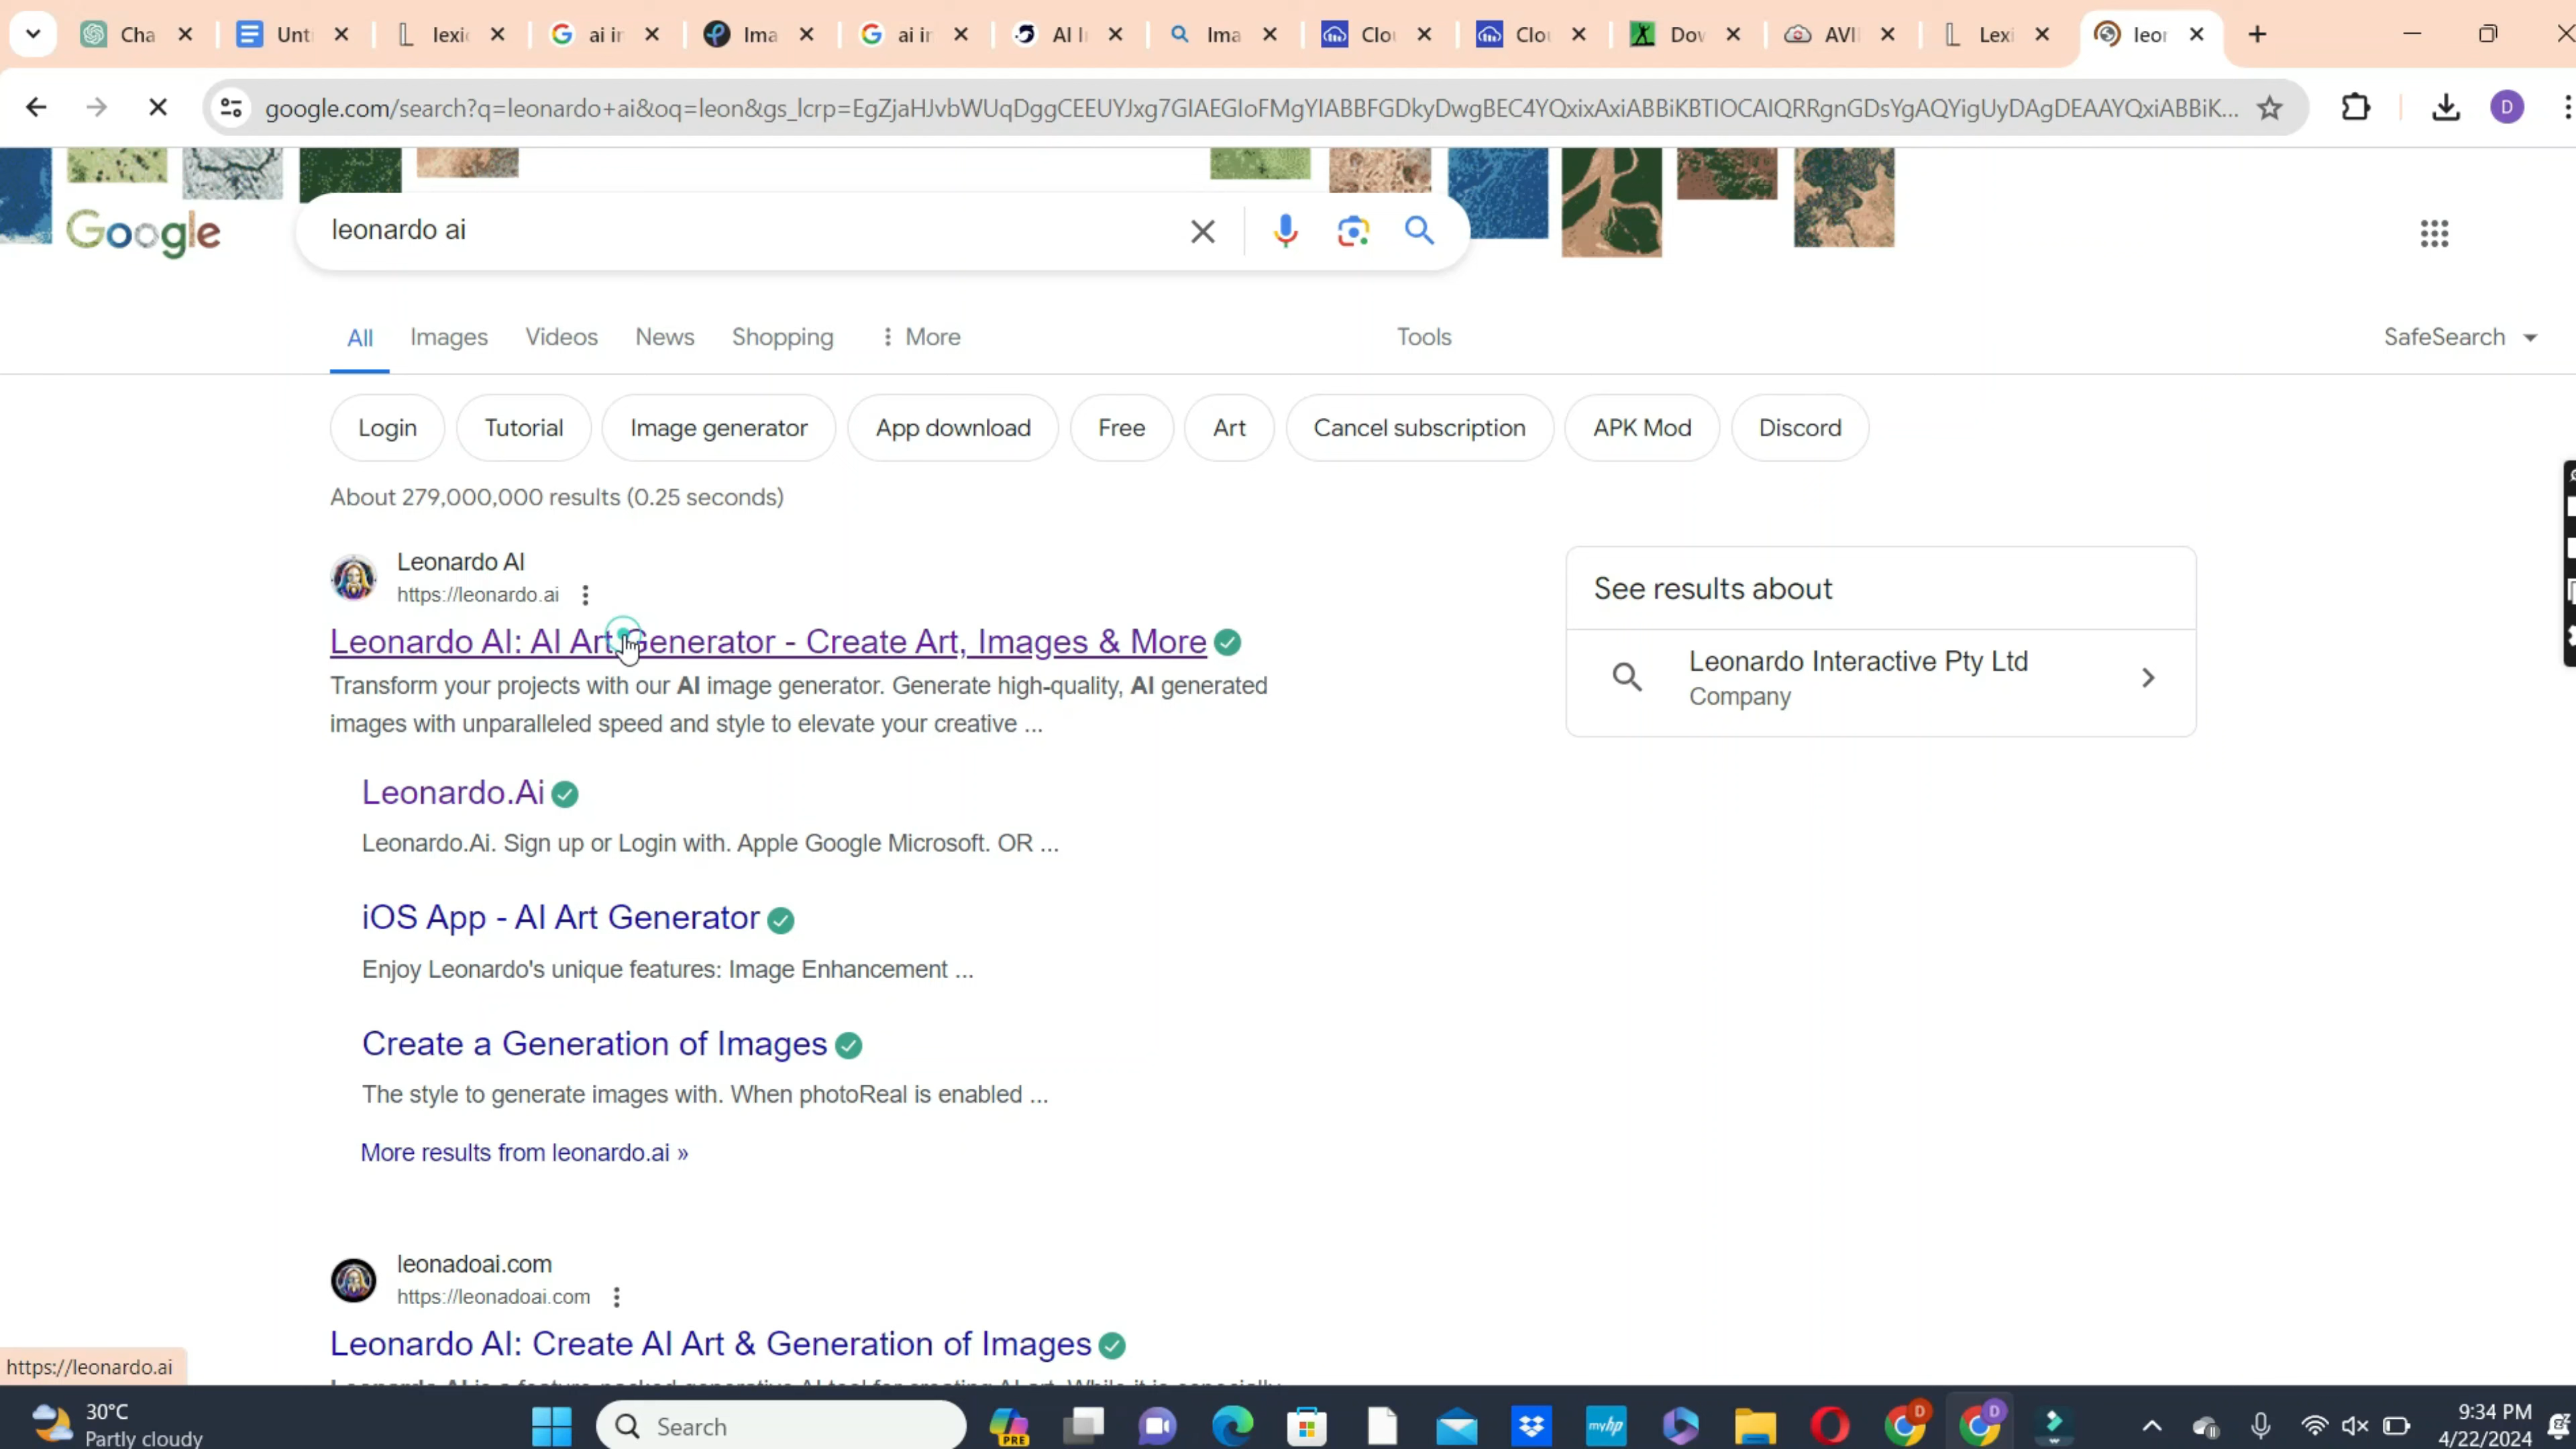 Cha
Unt
lexi
ai in
Ima
ai in
AI I
Ima
Clo
Clo
Dow
AVI
Lexi
leon
google.com/search?q=leonardo+ai&oq=leon&gs_lcrp=EgZjaHJvbWUqDggCEEUYJxg7GIAEGIoFMgYIABBFGDkyDwgBEC4YQxixAxiABBiKBTIOCAIQRRgnGDsYgAQYigUyDAgDEAAYQxiABBiK...
D
Google
leonardo ai
All Images Videos News Shopping More Tools
SafeSearch
Login Tutorial Image generator App download Free Art Cancel subscription APK Mod Discord
About 279,000,000 results (0.25 seconds)
Leonardo AI
https://leonardo.ai
Leonardo AI: AI Art Generator - Create Art, Images & More
Transform your projects with our AI image generator. Generate high-quality, AI generated
images with unparalleled speed and style to elevate your creative ...
See results about
Leonardo Interactive Pty Ltd
Company
Leonardo.Ai
Leonardo.Ai. Sign up or Login with. Apple Google Microsoft. OR ...
iOS App - AI Art Generator
Enjoy Leonardo's unique features: Image Enhancement ...
Create a Generation of Images
The style to generate images with. When photoReal is enabled ...
More results from leonardo.ai »
leonadoai.com
https://leonadoai.com
Leonardo AI: Create AI Art & Generation of Images
https://leonardo.ai
30°C
Partly cloudy
Search
PRE
myhp
D
D
9:34 PM
4/22/2024